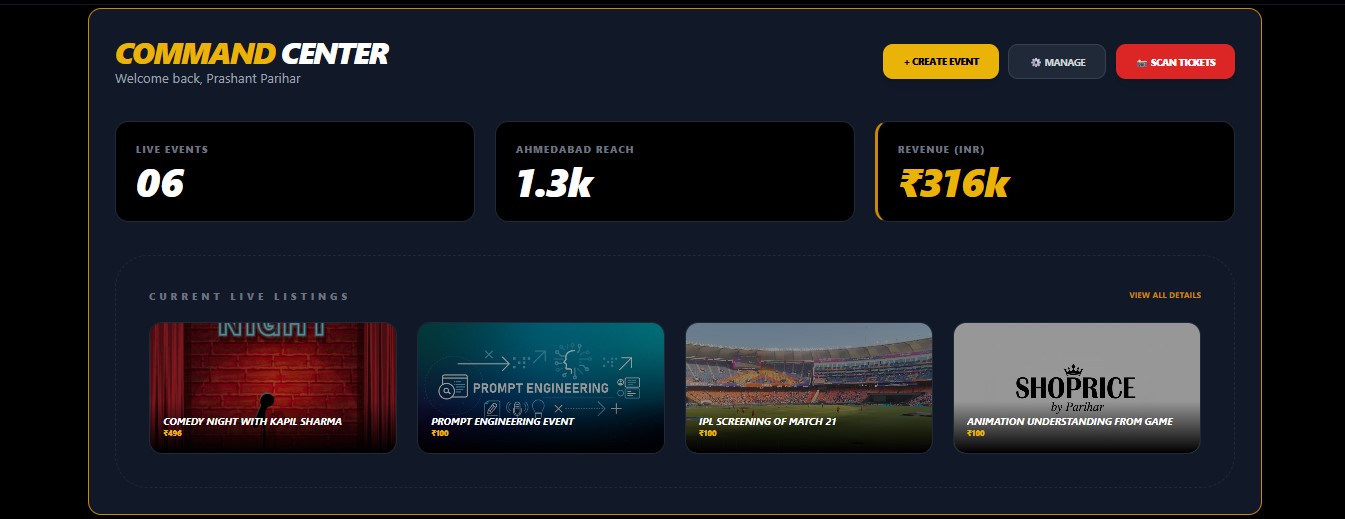 COMMAND CENTER
Welcome back, Prashant Parihar
+ CREATE EVENT
MANAGE
SCAN TICKETS
LIVE EVENTS
06
AHMEDABAD REACH
1.3k
REVENUE (INR)
₹316k
CURRENT LIVE LISTINGS
VIEW ALL DETAILS
NIGHT
COMEDY NIGHT WITH KAPIL SHARMA
₹496
PROMPT ENGINEERING
PROMPT ENGINEERING EVENT
₹100
IPL SCREENING OF MATCH 21
₹100
SHOPRICE
by Parihar
ANIMATION UNDERSTANDING FROM GAME
₹100